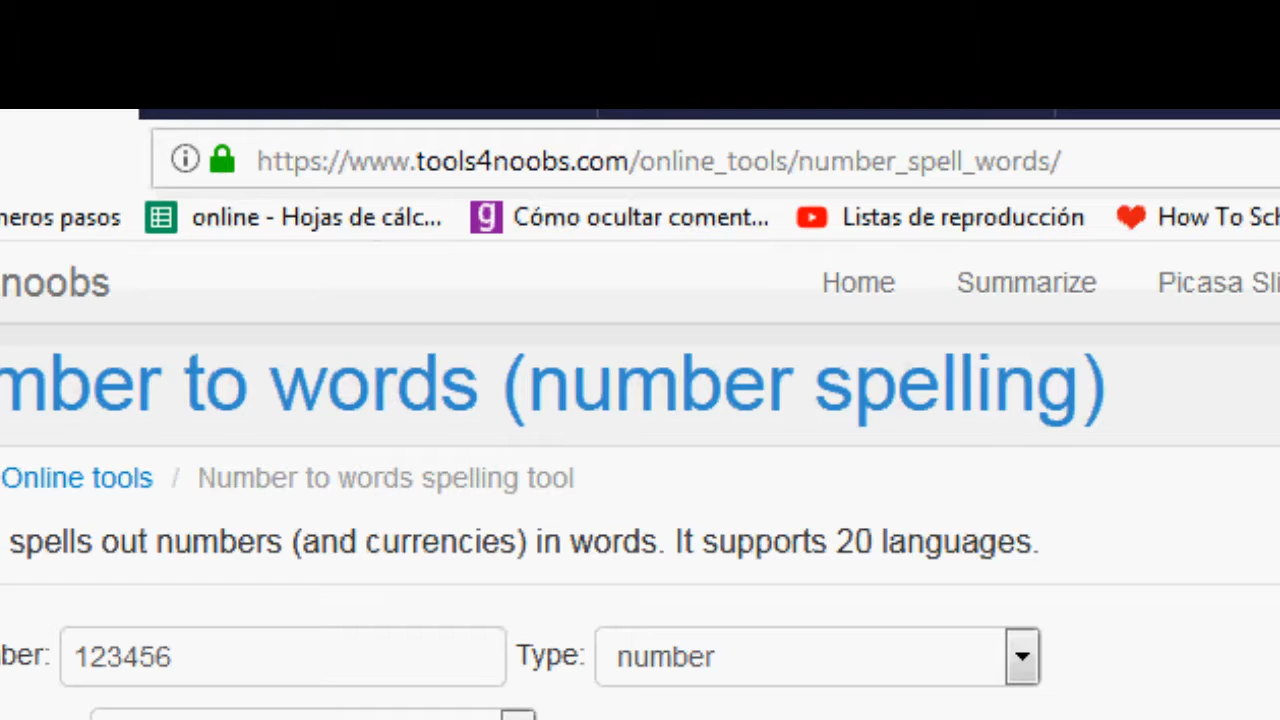 https://www.tools4noobs.com/online_tools/number_spell_words/
neros pasos online - Hojas de cálc... Cómo ocultar coment... Listas de reproducción How To Sch
noobs Home Summarize Picasa Sli
mber to words (number spelling)
Online tools / Number to words spelling tool
spells out numbers (and currencies) in words. It supports 20 languages.
ber: 123456 Type: number